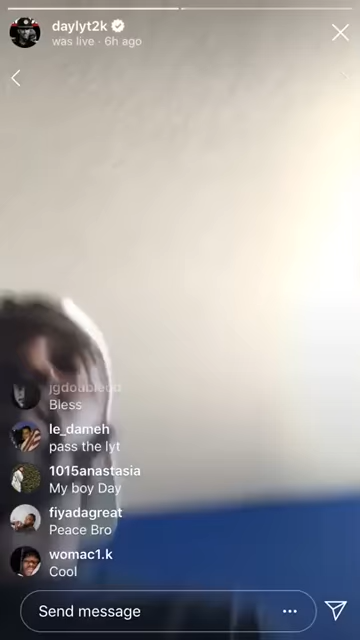 daylyt2k
was live · 6h ago
jgdoubleod
Bless
le_dameh
pass the lyt
1015anastasia
My boy Day
fiyadagreat
Peace Bro
womac1.k
Cool
Send message